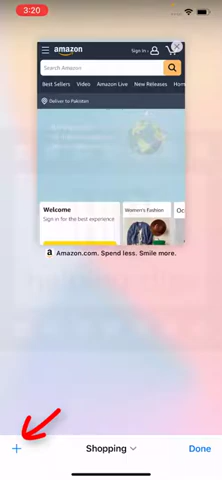 3:20
amazon
Sign in ›
Search Amazon
Best Sellers Video Amazon Live New Releases Home
Deliver to Pakistan
Welcome
Sign in for the best experience
Women's Fashion
Amazon.com. Spend less. Smile more.
Shopping
Done